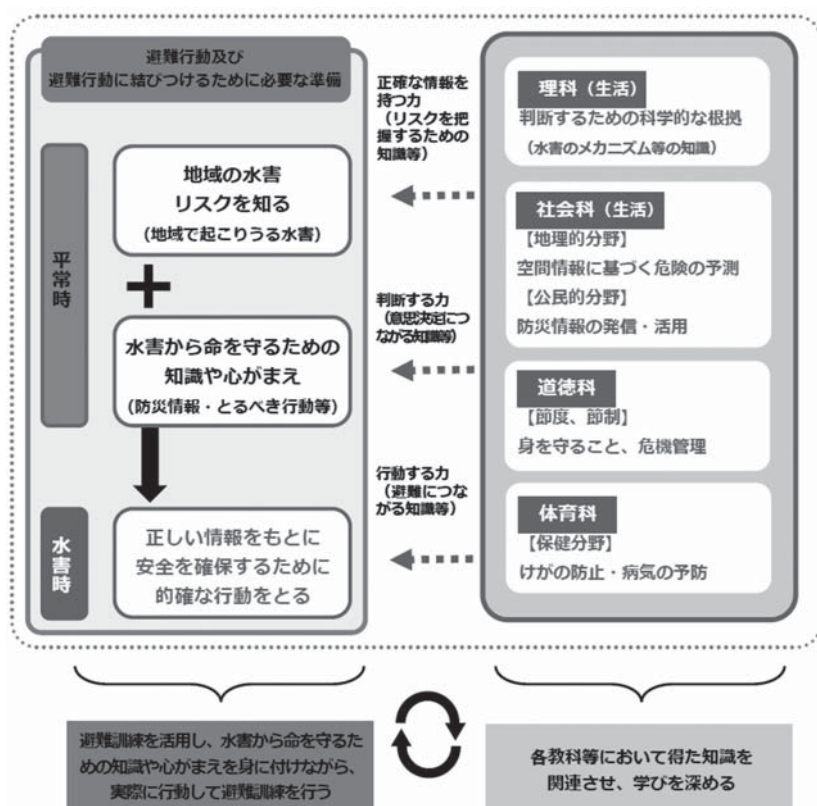 避難行動及び
避難行動に結びつけるために必要な準備
平常時
地域の水害
リスクを知る
(地域で起こりうる水害)
水害から命を守るための
知識や心がまえ
(防災情報・とるべき行動等)
水害時
正しい情報をもとに
安全を確保するために
的確な行動をとる
正確な情報を
持つ力
(リスクを把
握するための
知識等)
判断する力
(意思決定につ
ながる知識等)
行動する力
(避難につな
がる知識等)
理科(生活)
判断するための科学的な根拠
(水害のメカニズム等の知識)
社会科(生活)
【地理的分野】
空間情報に基づく危険の予測
【公民的分野】
防災情報の発信・活用
道徳科
【節度、節制】
身を守ること、危機管理
体育科
【保健分野】
けがの防止・病気の予防
避難訓練を活用し、水害から命を守るた
めの知識や心がまえを身に付けながら、
実際に行動して避難訓練を行う
各教科等において得た知識を
関連させ、学びを深める